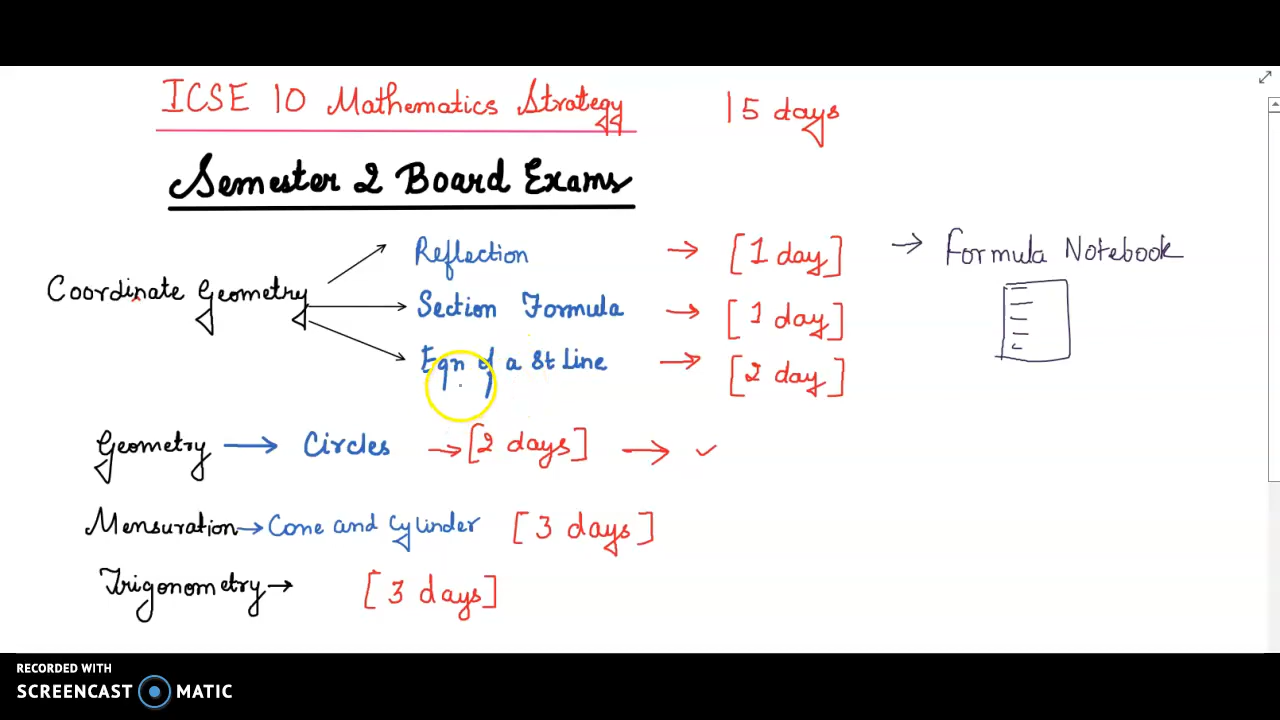 ICSE 10 Mathematics Strategy 15 days
Semester 2 Board Exams
Reflection → [1 day] → Formula Notebook
Coordinate Geometry
Section Formula → [1 day]
Eqn of a St Line → [2 day]
Geometry → Circles → [2 days] → ✓
Mensuration → Cone and Cylinder [3 days]
Trigonometry → [3 days]
RECORDED WITH
SCREENCAST MATIC